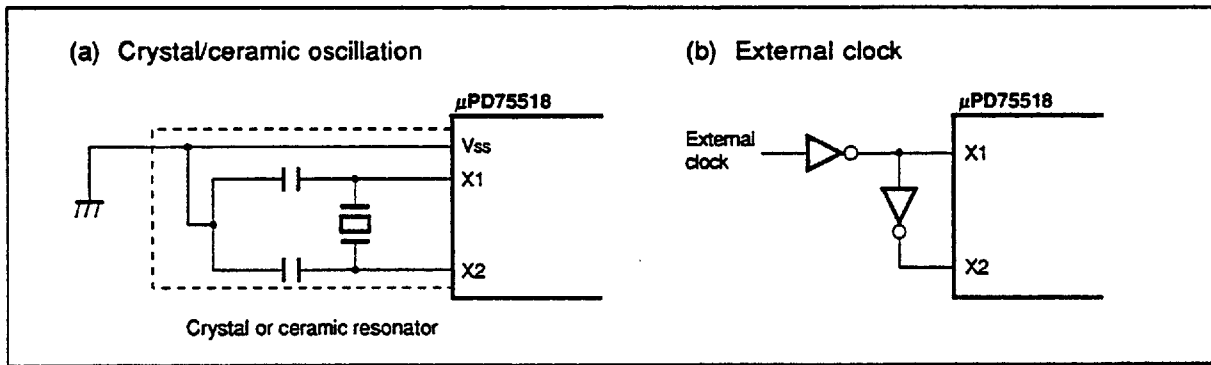 (a) Crystal/ceramic oscillation
μPD75518
Vss
X1
X2
Crystal or ceramic resonator
(b) External clock
μPD75518
External
clock
X1
X2